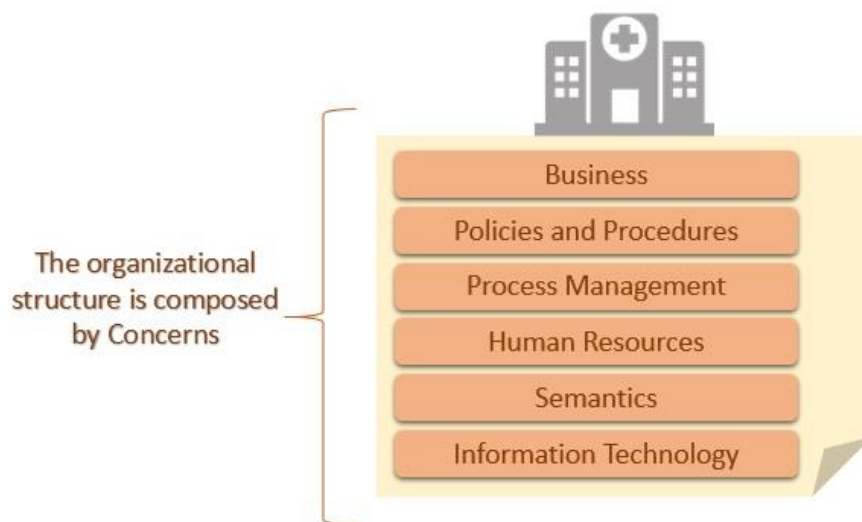 The organizational
structure is composed
by Concerns
Business
Policies and Procedures
Process Management
Human Resources
Semantics
Information Technology